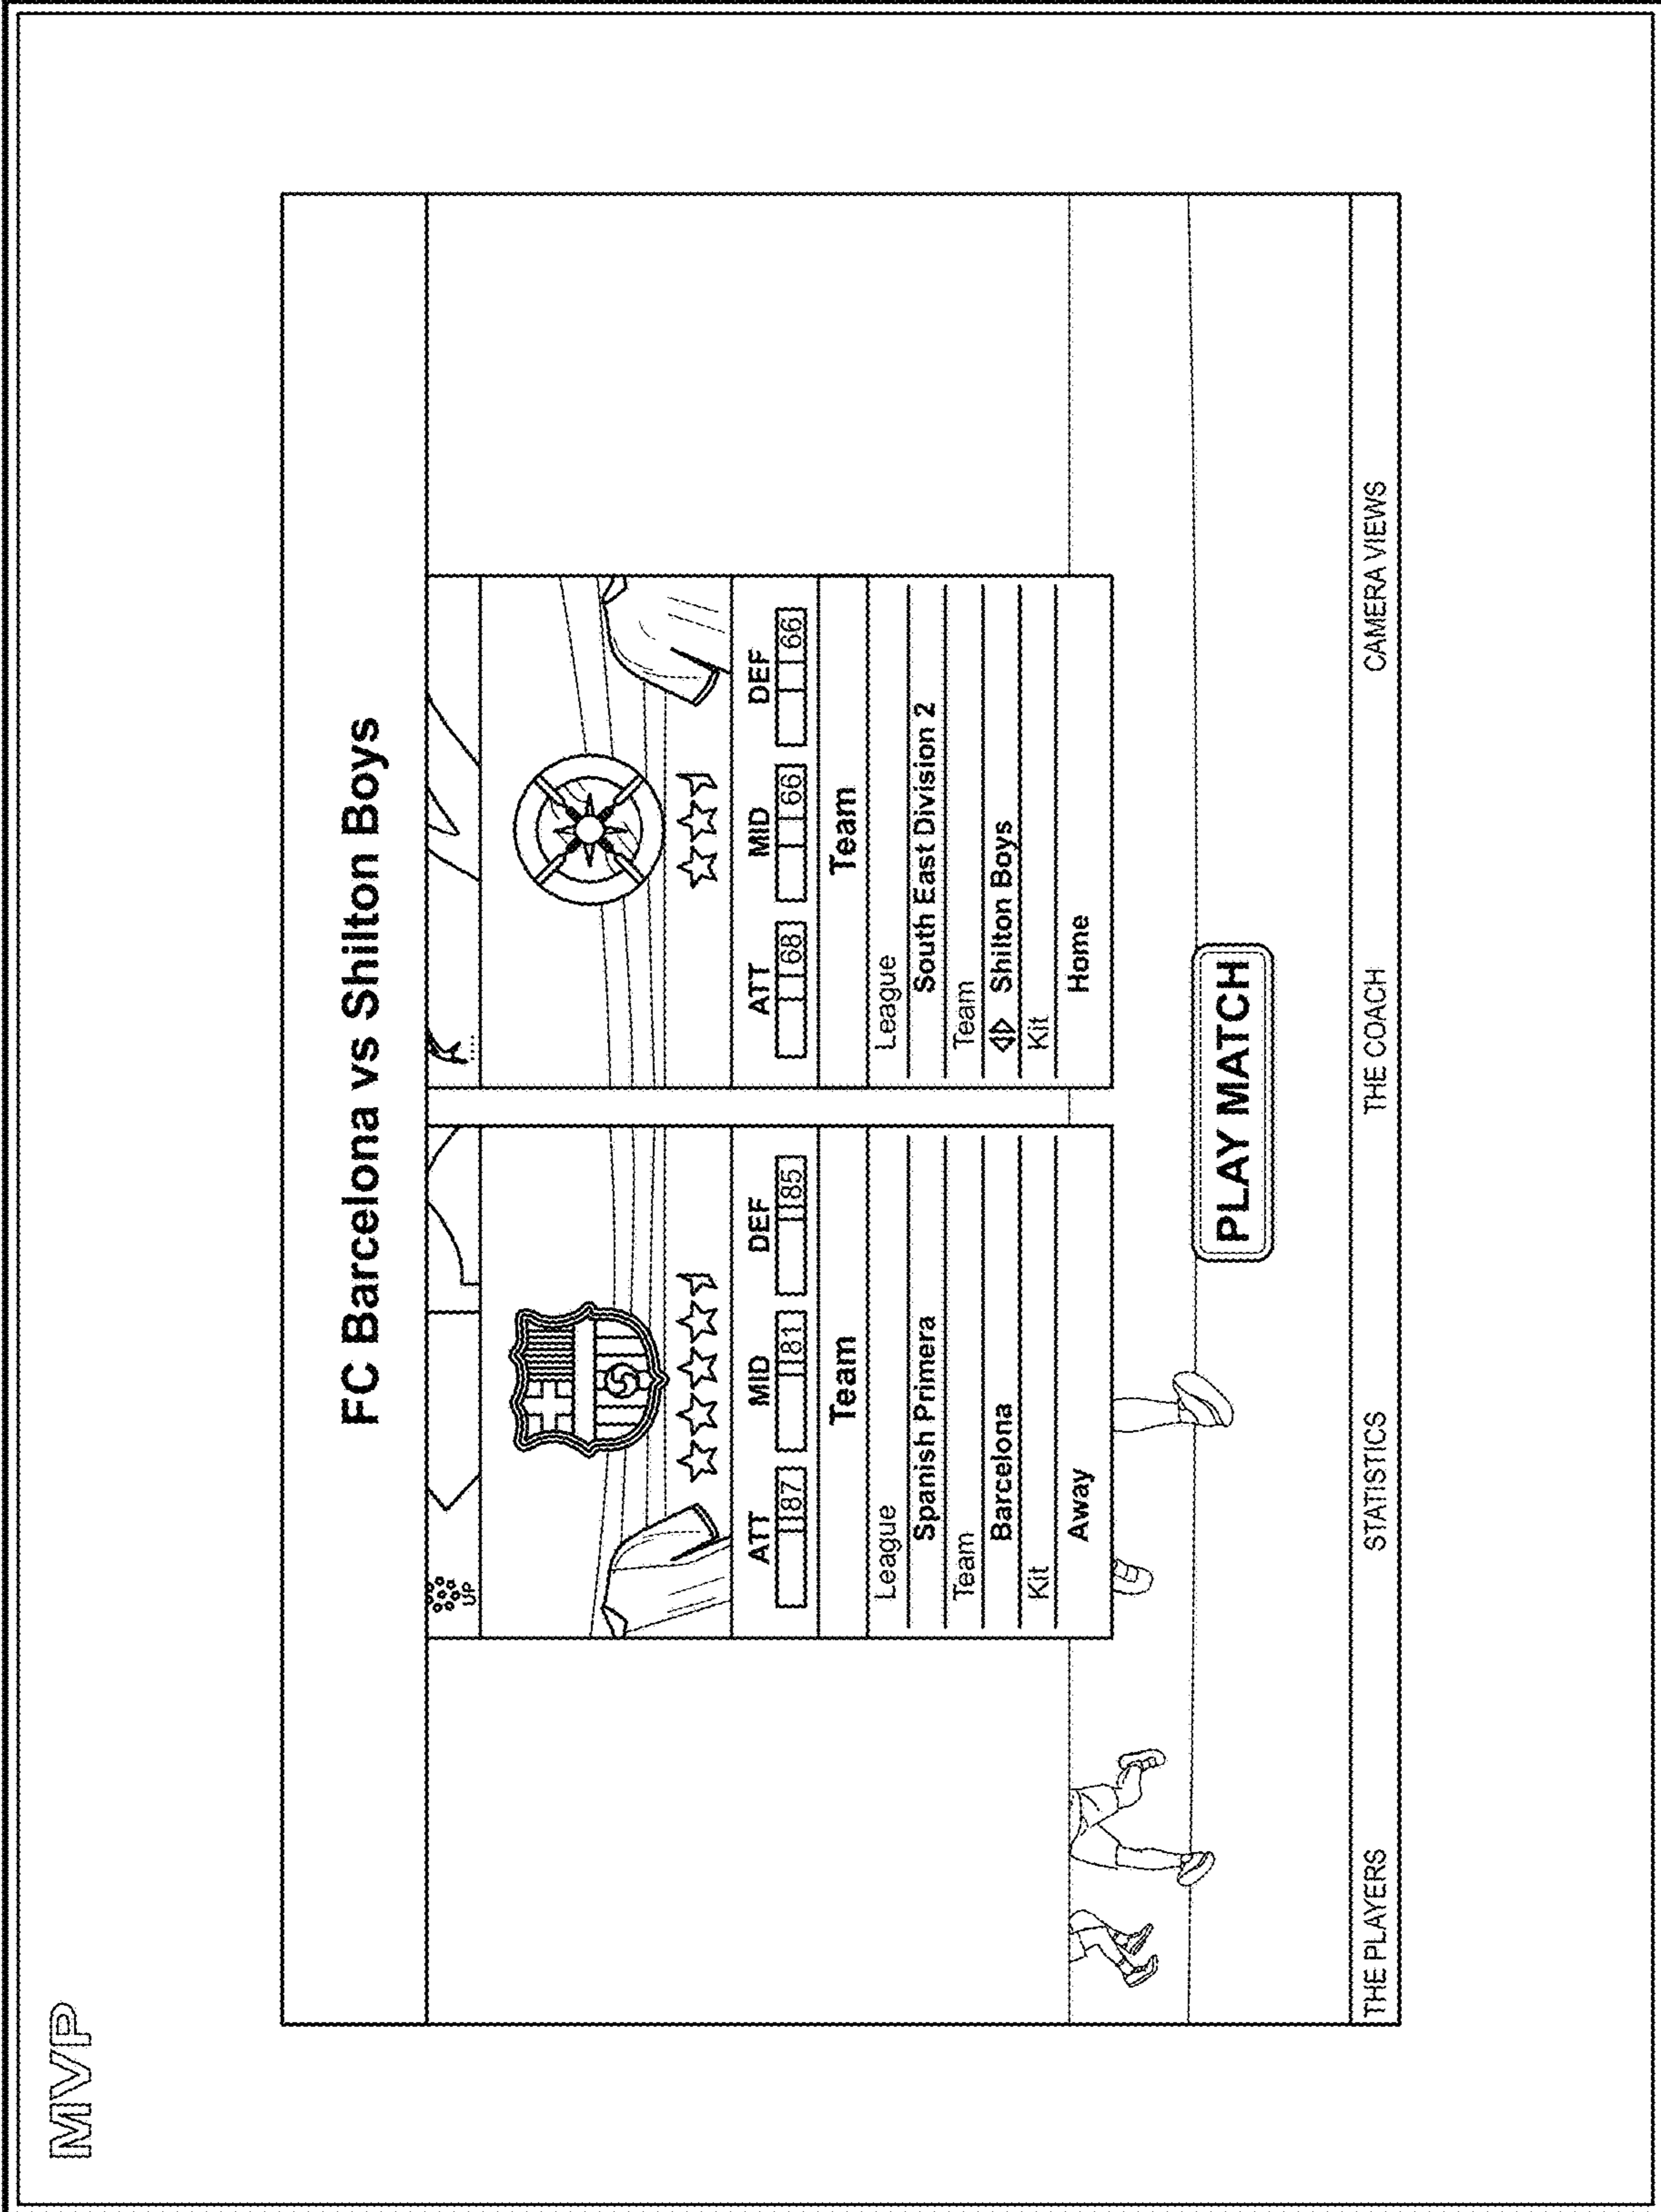 MVP
FC Barcelona vs Shilton Boys
UP
ATT MID DEF
87 81 85
Team
League
Spanish Primera
Team
Barcelona
Kit
Away
ATT MID DEF
68 66 66
Team
League
South East Division 2
Team
Shilton Boys
Kit
Home
PLAY MATCH
THE PLAYERS STATISTICS THE COACH CAMERA VIEWS